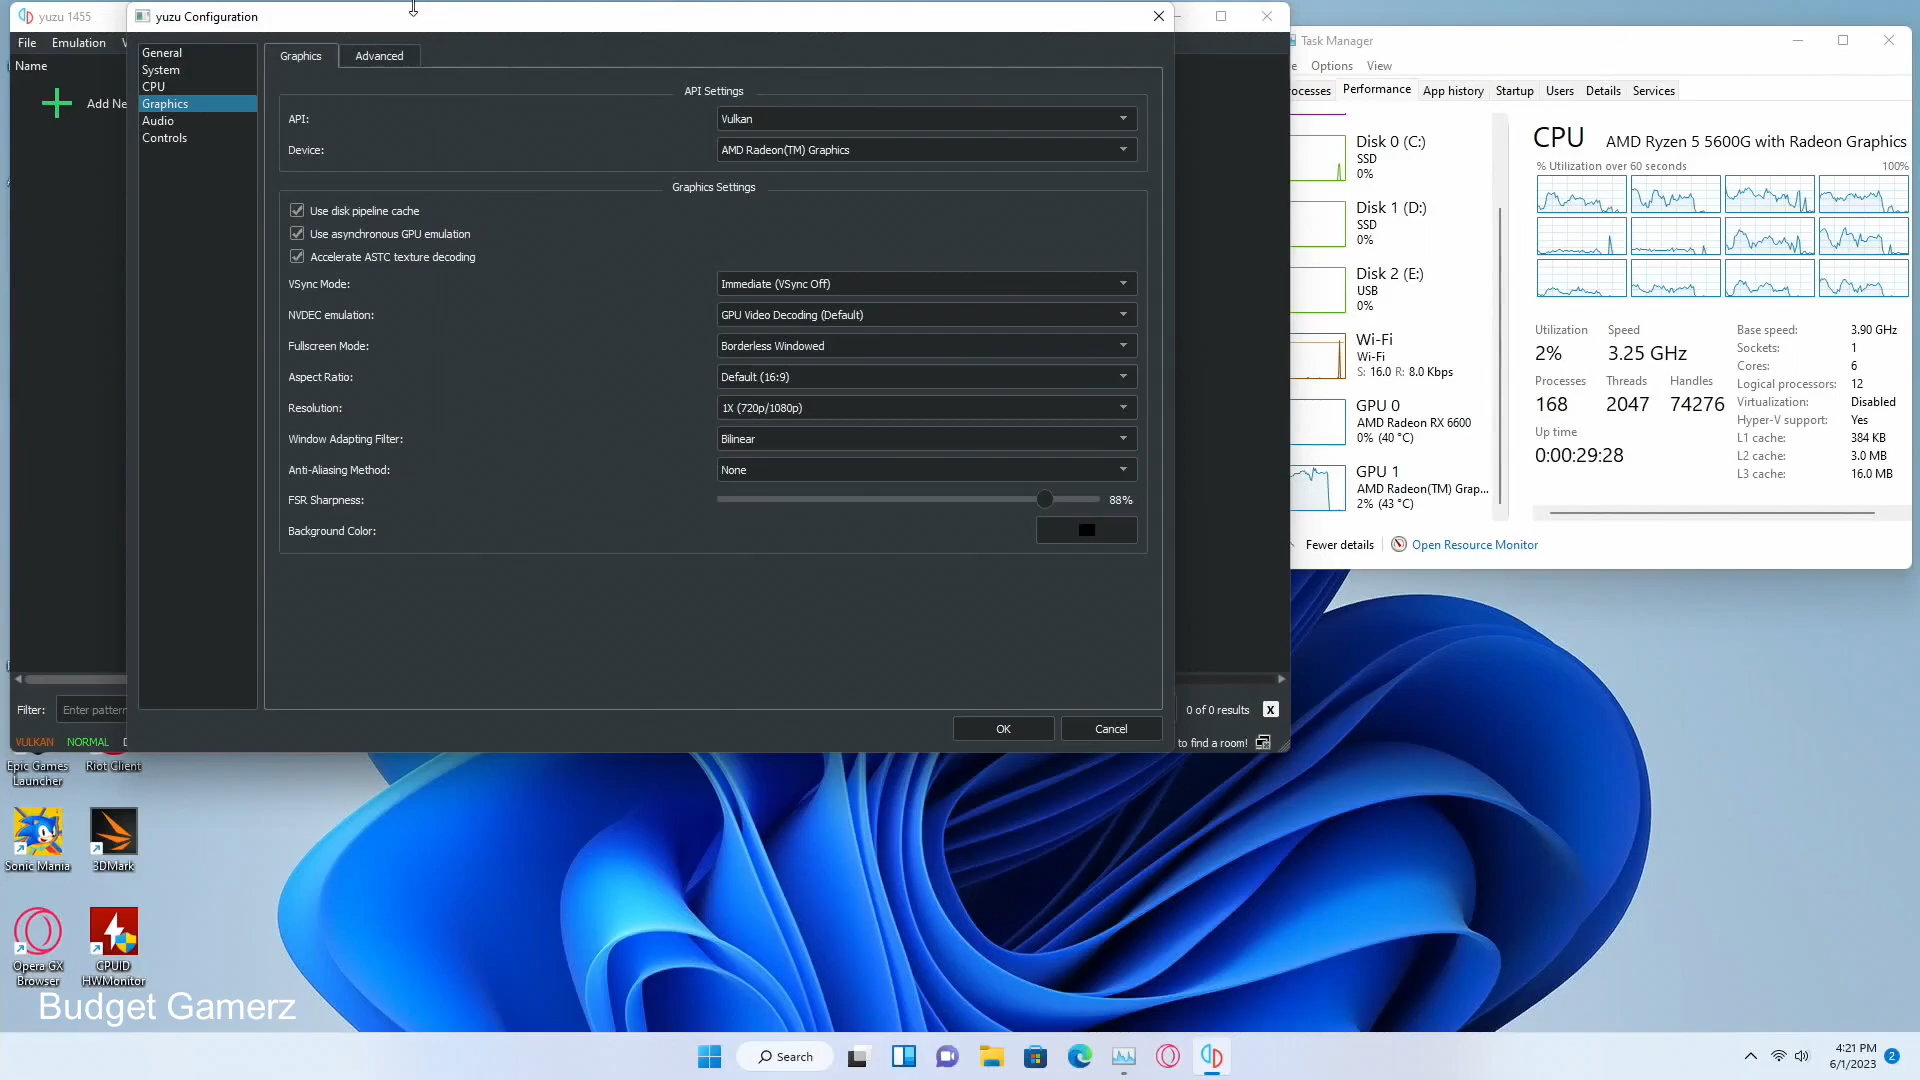 yuzu 1455
File
Emulation
Name
Add Ne
Filter:
Enter pattern
VULKAN
NORMAL
0 of 0 results
X
to find a room!
yuzu Configuration
General
System
CPU
Graphics
Audio
Controls
Graphics
Advanced
API Settings
API:
Vulkan
Device:
AMD Radeon(TM) Graphics
Graphics Settings
Use disk pipeline cache
Use asynchronous GPU emulation
Accelerate ASTC texture decoding
VSync Mode:
Immediate (VSync Off)
NVDEC emulation:
GPU Video Decoding (Default)
Fullscreen Mode:
Borderless Windowed
Aspect Ratio:
Default (16:9)
Resolution:
1X (720p/1080p)
Window Adapting Filter:
Bilinear
Anti-Aliasing Method:
None
FSR Sharpness:
88%
Background Color:
OK
Cancel
Task Manager
Options
View
Performance
App history
Startup
Users
Details
Services
Disk 0 (C:)
SSD
0%
Disk 1 (D:)
SSD
0%
Disk 2 (E:)
USB
0%
Wi-Fi
Wi-Fi
S: 16.0 R: 8.0 Kbps
GPU 0
AMD Radeon RX 6600
0% (40 °C)
GPU 1
AMD Radeon(TM) Grap...
2% (43 °C)
CPU
AMD Ryzen 5 5600G with Radeon Graphics
% Utilization over 60 seconds
100%
Utilization
2%
Speed
3.25 GHz
Processes
168
Threads
2047
Handles
74276
Up time
0:00:29:28
Base speed: 3.90 GHz
Sockets: 1
Cores: 6
Logical processors: 12
Virtualization: Disabled
Hyper-V support: Yes
L1 cache: 384 KB
L2 cache: 3.0 MB
L3 cache: 16.0 MB
Fewer details
Open Resource Monitor
Epic Games
Launcher
Riot Client
Sonic Mania
3DMark
Opera GX
Browser
CPUID
HWMonitor
Budget Gamerz
Search
4:21 PM
6/1/2023
2